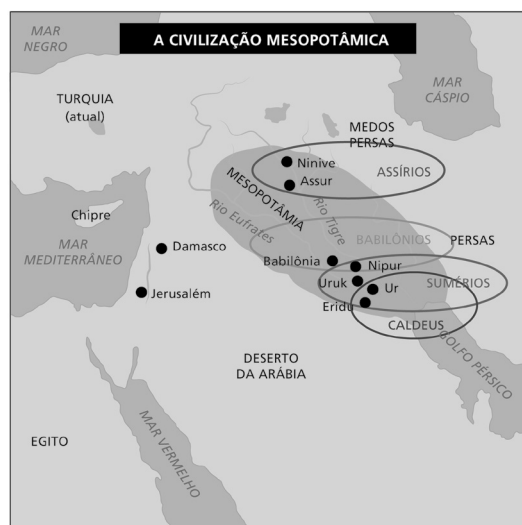 A CIVILIZAÇÃO MESOPOTÂMICA
MAR
NEGRO
MAR
CÁSPIO
TURQUIA
(atual)
MEDOS
PERSAS
Ninive
ASSÍRIOS
Assur
MESOPOTÂMIA
Rio Tigre
Rio Eufrates
Chipre
MAR
MEDITERRÂNEO
Damasco
BABILÔNIOS
PERSAS
Babilônia
Nipur
Uruk
Ur
SUMÉRIOS
Jerusalém
Eridu
CALDEUS
GOLFO PÉRSICO
DESERTO
DA ARÁBIA
EGITO
MAR VERMELHO